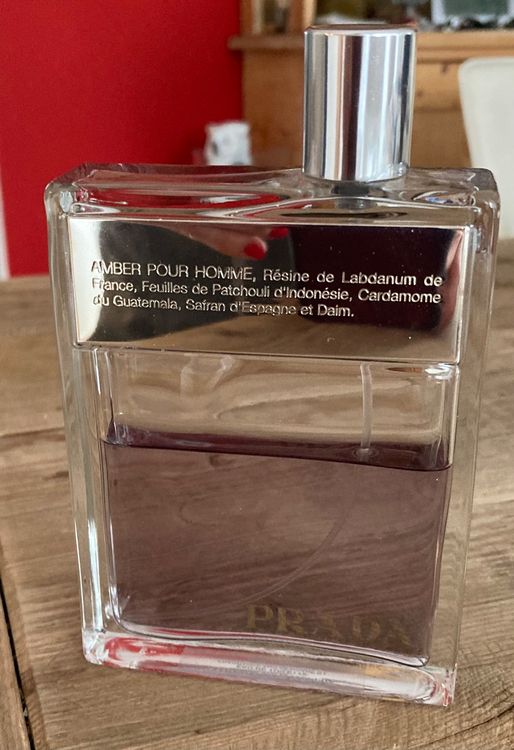 AMBER POUR HOMME, Résine de Labdanum de
France, Feuilles de Patchouli d'Indonésie, Cardamome
du Guatemala, Safran d'Espagne et Daim.
PRADA